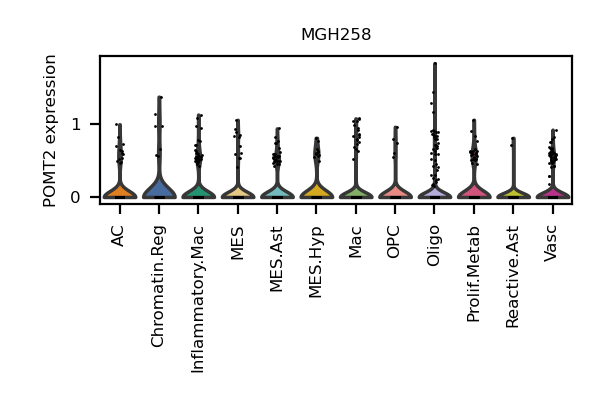 MGH258
POMT2 expression
1
0
AC
Chromatin.Reg
Inflammatory.Mac
MES
MES.Ast
MES.Hyp
Mac
OPC
Oligo
Prolif.Metab
Reactive.Ast
Vasc